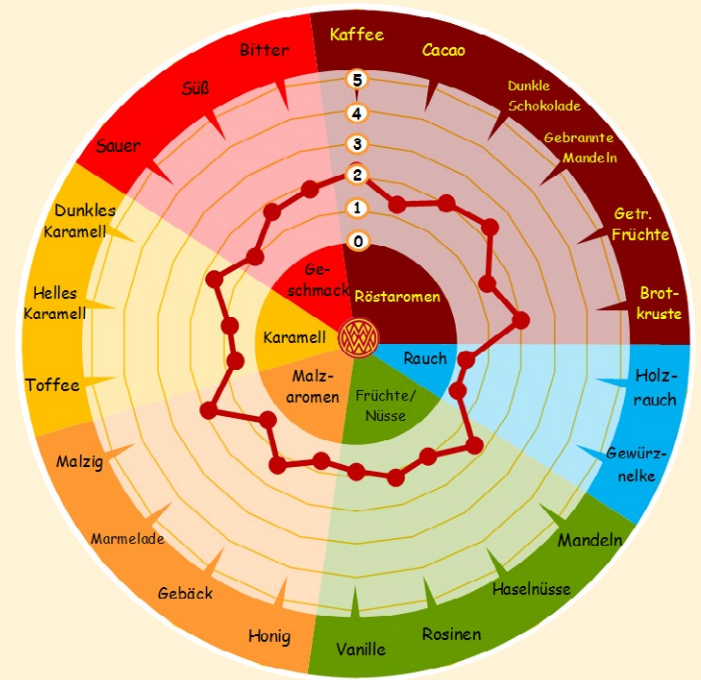 Kaffee
Cacao
Dunkle
Schokolade
Gebrannte
Mandeln
Getr.
Früchte
Brot-
kruste
Holz-
rauch
Gewürz-
nelke
Mandeln
Haselnüsse
Rosinen
Vanille
Honig
Gebäck
Marmelade
Malzig
Toffee
Helles
Karamell
Dunkles
Karamell
Sauer
Süß
Bitter
5
4
3
2
1
0
Ge-
schmack
Röstaromen
Karamell
Rauch
Malz-
aromen
Früchte/
Nüsse